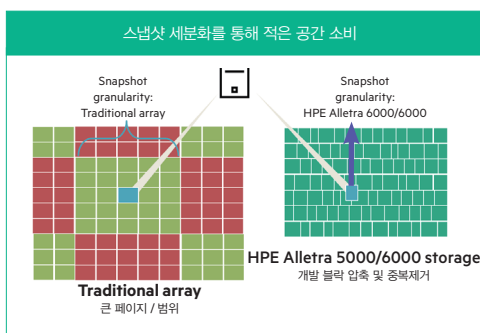 스냅샷 세분화를 통해 적은 공간 소비
Snapshot
granularity:
Traditional array
Snapshot
granularity:
HPE Alletra 6000/6000
Traditional array
큰 페이지 / 범위
HPE Alletra 5000/6000 storage
개발 블락 압축 및 중복제거